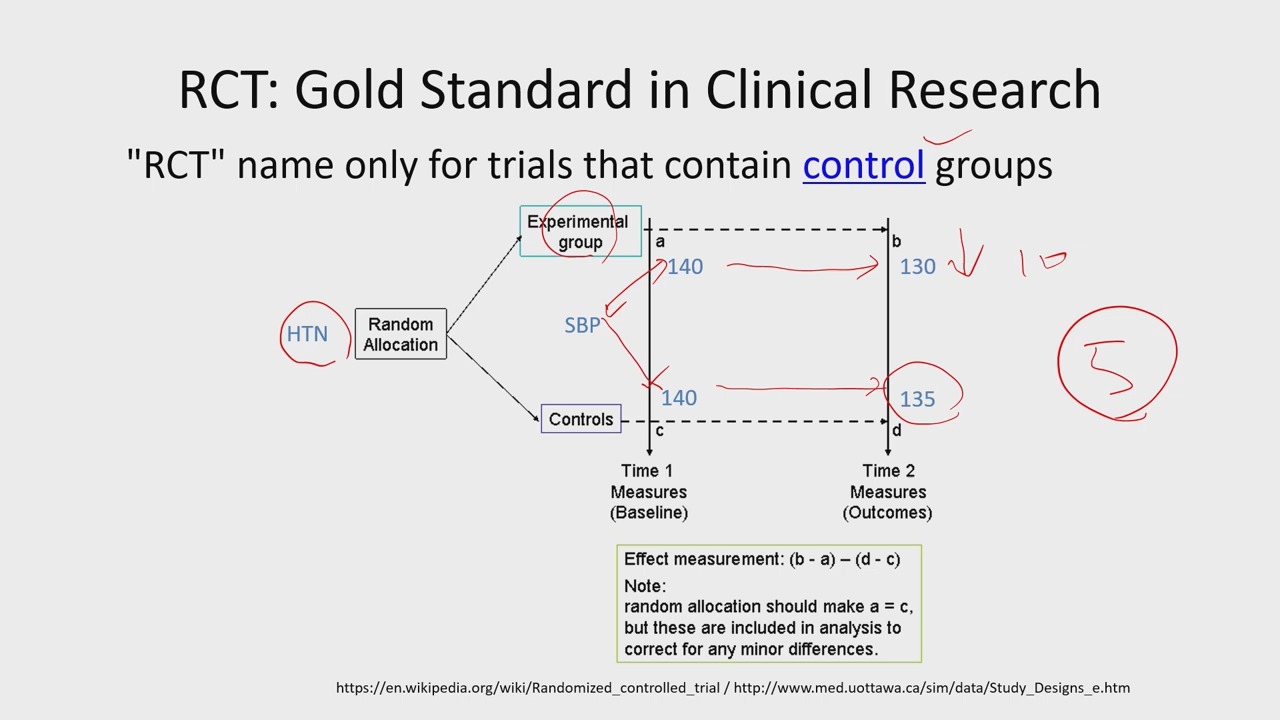 RCT: Gold Standard in Clinical Research
"RCT" name only for trials that contain control groups
Experimental
group
a
b
140
130
10
HTN
Random
Allocation
SBP
5
140
135
Controls
c
d
Time 1
Measures
(Baseline)
Time 2
Measures
(Outcomes)
Effect measurement: (b - a) – (d - c)
Note:
random allocation should make a = c,
but these are included in analysis to
correct for any minor differences.
https://en.wikipedia.org/wiki/Randomized_controlled_trial / http://www.med.uottawa.ca/sim/data/Study_Designs_e.htm